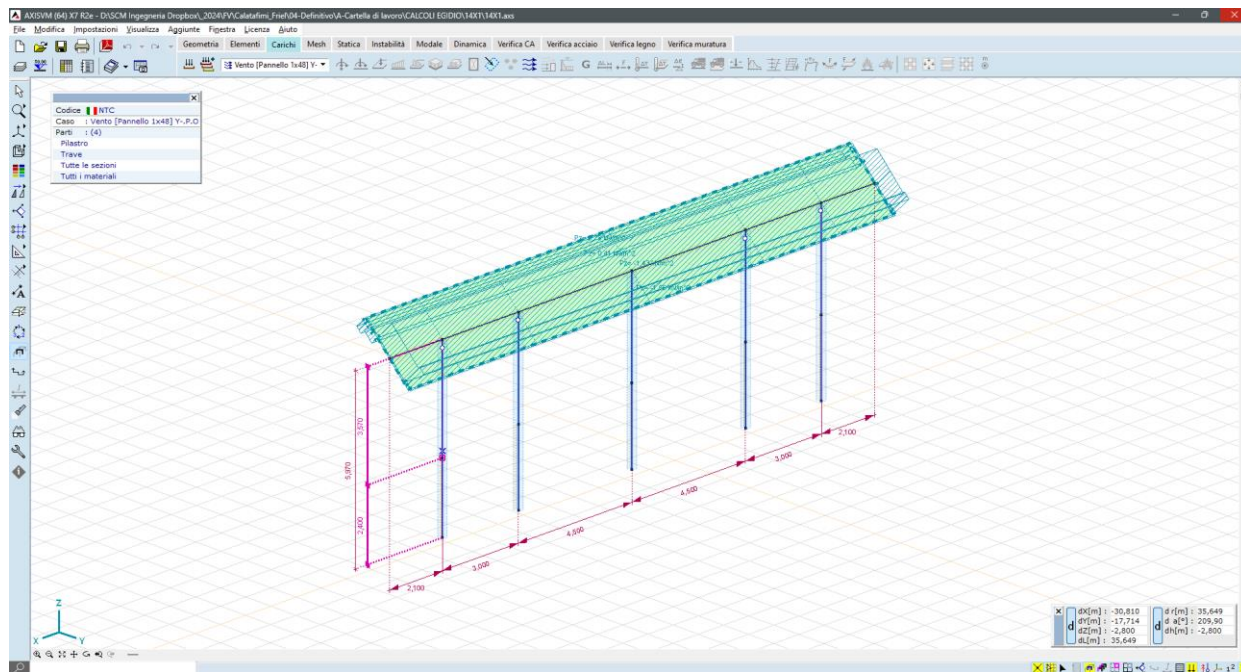 AXISVM (64) X7 R2e - D:\SCM Ingegneria Dropbox\_2024\FV\Calatafimi_Friel\04-Definitivo\A-Cartella di lavoro\CALCOLI EGIDIO\14X1\14X1.axs
File Modifica Impostazioni Visualizza Aggiunte Finestra Licenza Aiuto
Geometria Elementi Carichi Mesh Statica Instabilità Modale Dinamica Verifica CA Verifica acciaio Verifica legno Verifica muratura
Vento [Pannello 1x48] Y-
Codice NTC
Caso : Vento [Pannello 1x48] Y-.P.O
Parti : (4)
Pilastro
Trave
Tutte le sezioni
Tutti i materiali
3,570
5,970
2,400
2,100
3,000
4,500
4,500
3,000
2,100
Z
X
Y
d
dX[m] : -30,810
dY[m] : -17,714
dZ[m] : -2,800
dL[m] : 35,649
d
d r[m] : 35,649
d a[°] : 209,90
dh[m] : -2,800